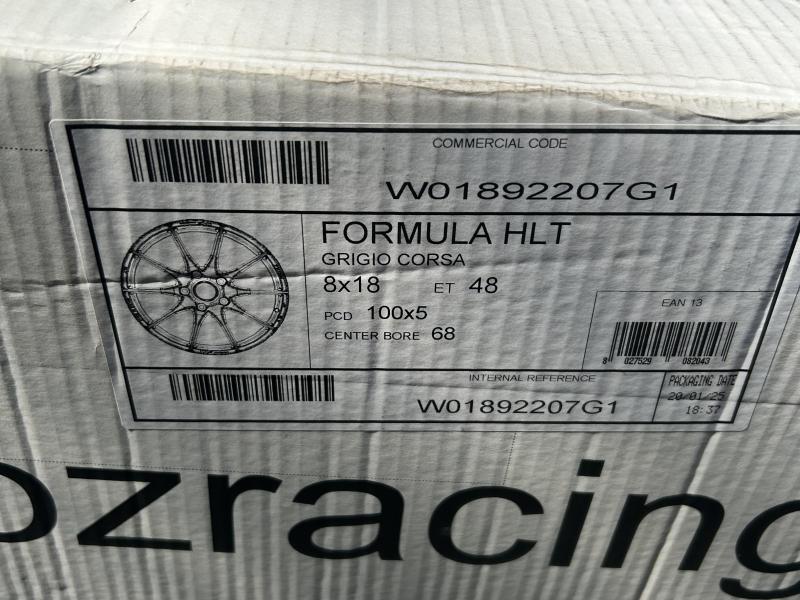 COMMERCIAL CODE
W01892207G1
FORMULA HLT
GRIGIO CORSA
8x18 ET 48
PCD 100x5
CENTER BORE 68
EAN 13
8 027529 082043
INTERNAL REFERENCE
W01892207G1
PACKAGING DATE
20/01/25
18:37
ozracing